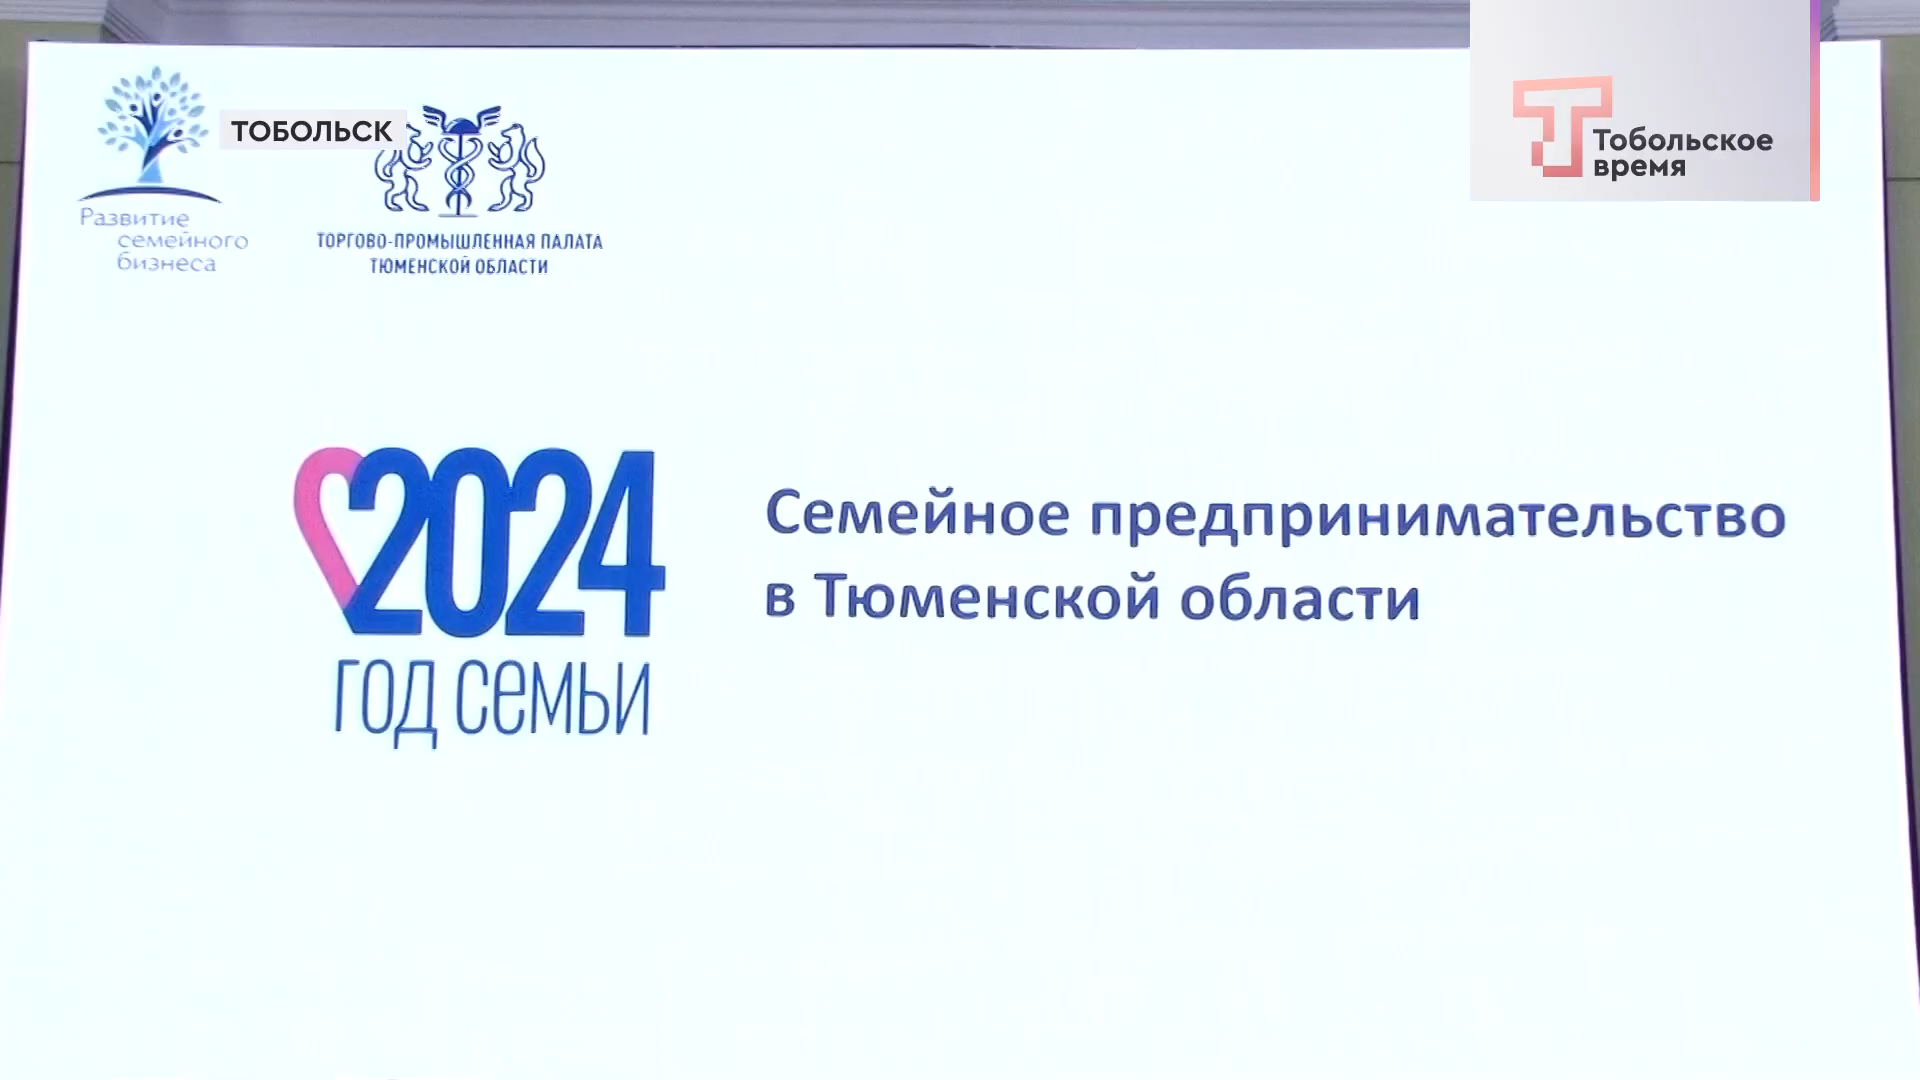 ТОБОЛЬСК
Развитие
семейного
бизнеса
ТОРГОВО-ПРОМЫШЛЕННАЯ ПАЛАТА
ТЮМЕНСКОЙ ОБЛАСТИ
Тобольское
время
2024
ГОД СЕМЬИ
Семейное предпринимательство
в Тюменской области